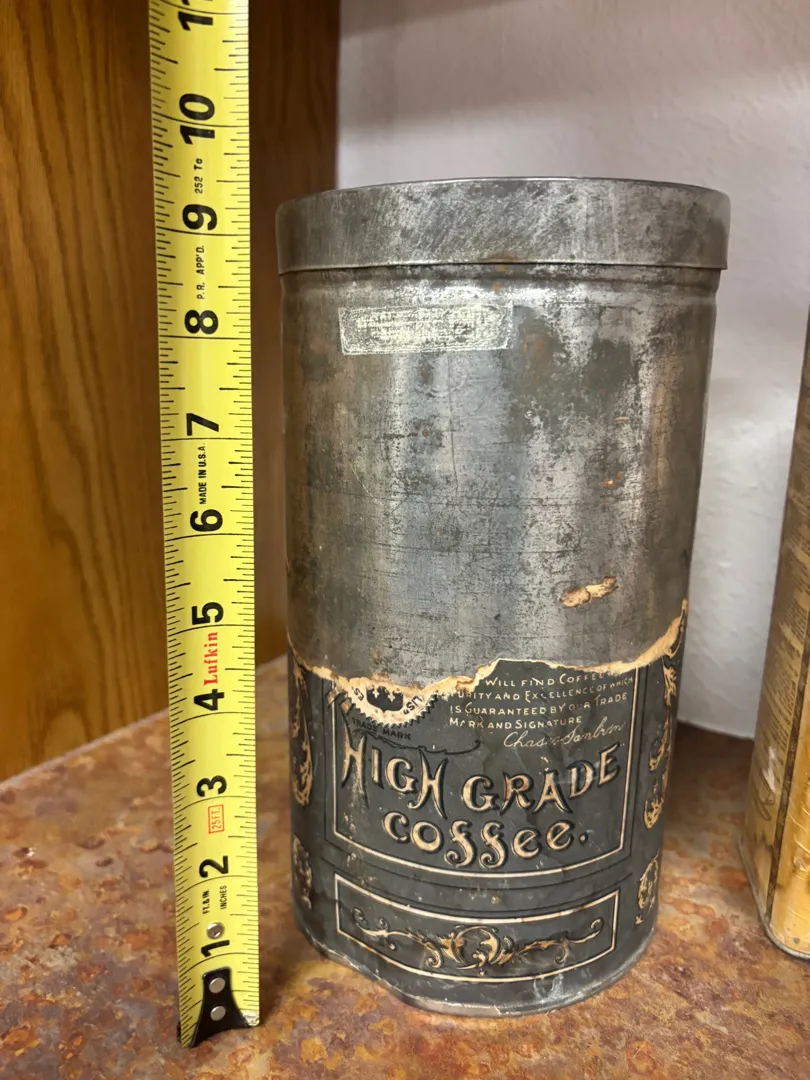 11
10
252 To
9
P.R. APP'D.
8
7
MADE IN U.S.A.
6
5
Lufkin
4
3
25FT.
2
FT. & IN.
INCHES
1
WILL FIND COFFEE
PURITY AND EXCELLENCE OF WHICH
IS GUARANTEED BY OUR TRADE
MARK AND SIGNATURE
TRADE MARK
HIGH GRADE
COFFEE.